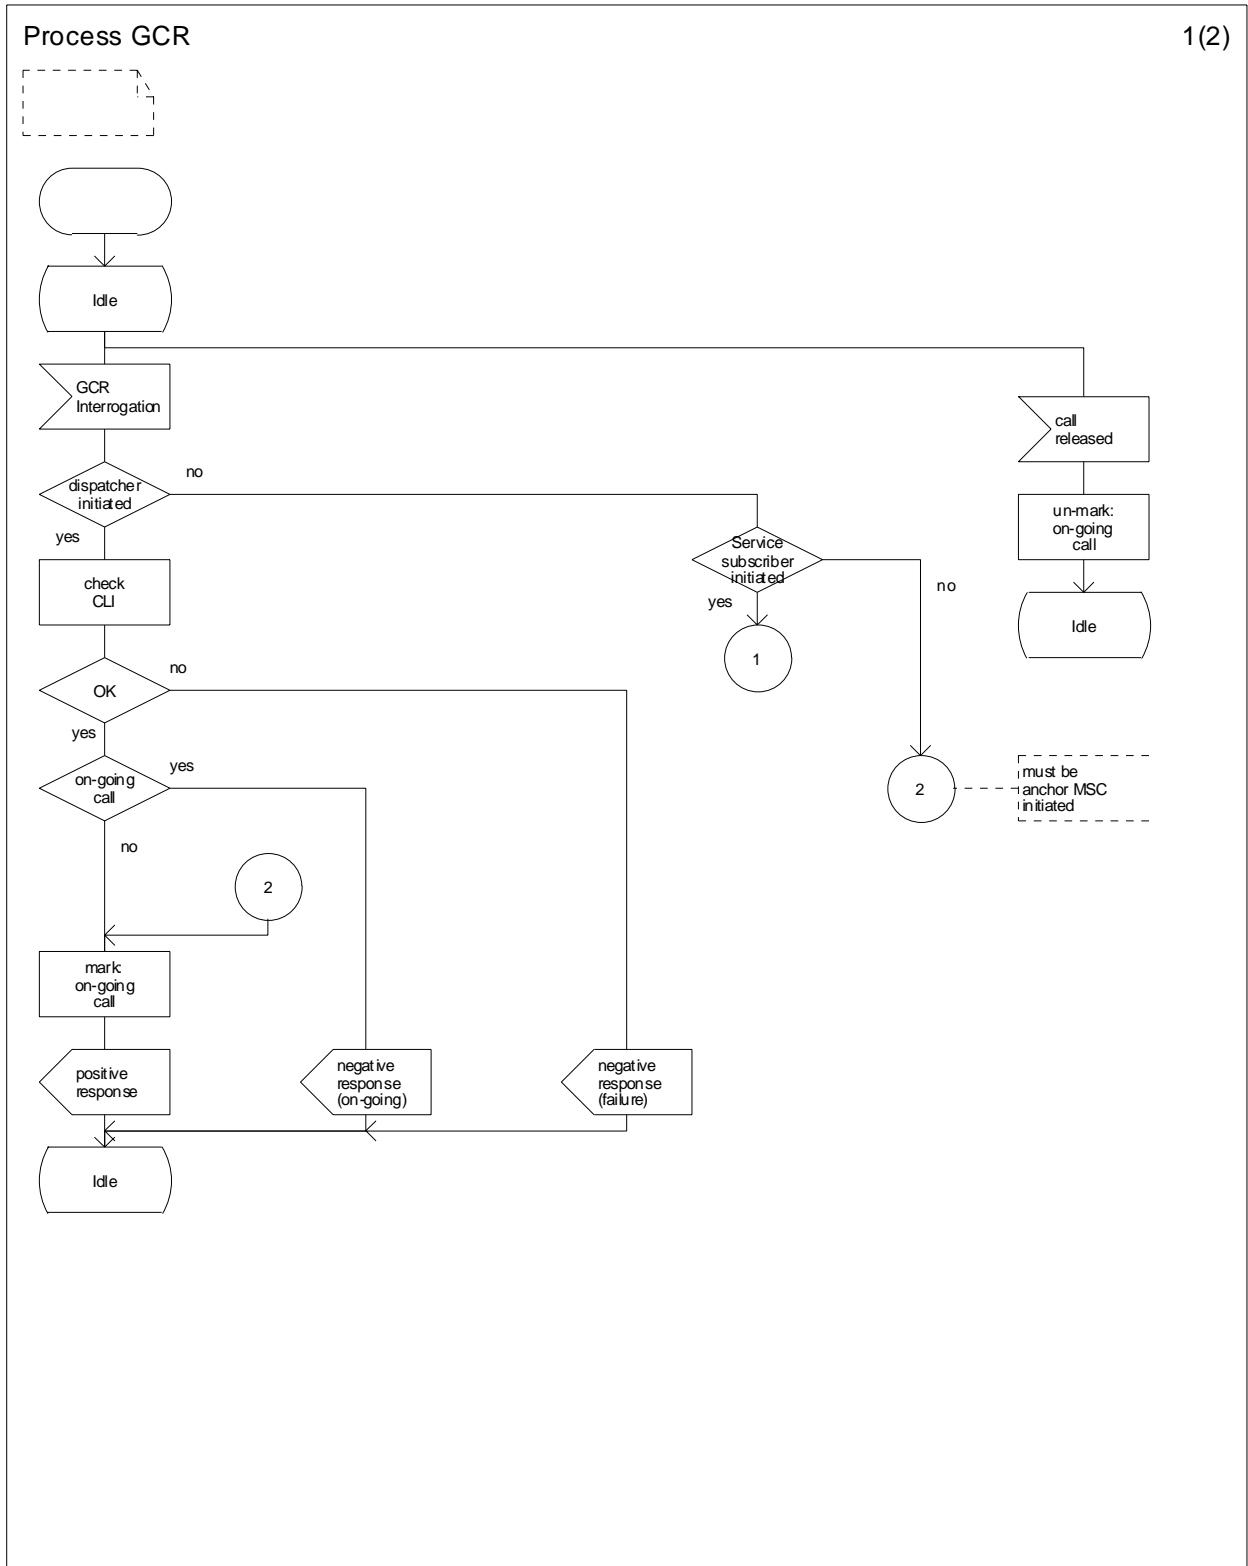 Process GCR
1(2)
Idle
GCR
Interrogation
call
released
no
dispatcher
initiated
yes
un-mark:
on-going
call
Service
subscriber
initiated
check
CLI
no
yes
Idle
1
no
OK
yes
yes
on-going
call
must be
anchor MSC
initiated
2
no
2
mark:
on-going
call
positive
response
negative
response
(on-going)
negative
response
(failure)
Idle